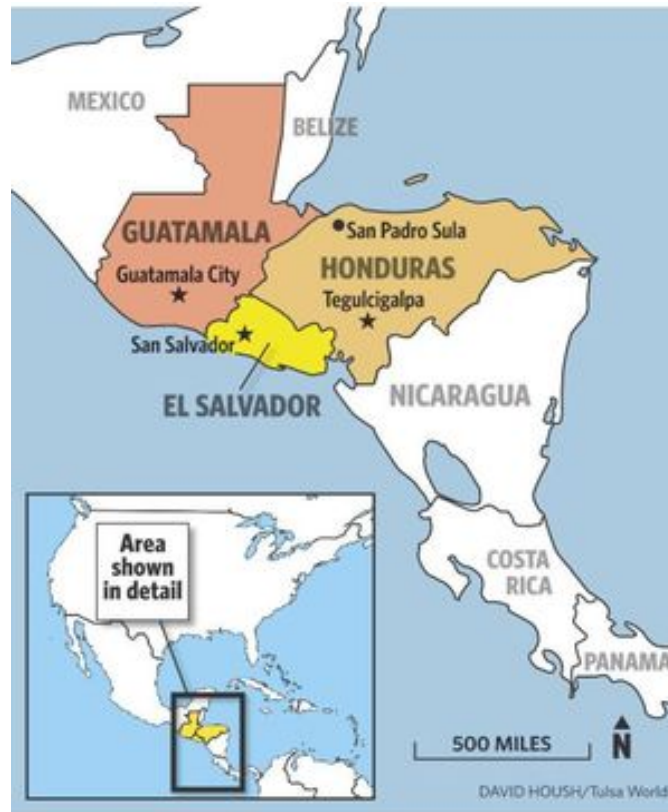 MEXICO
BELIZE
GUATAMALA
San Padro Sula
HONDURAS
Guatamala City
Tegulcigalpa
San Salvador
EL SALVADOR
NICARAGUA
Area
shown
in detail
COSTA
RICA
PANAMA
500 MILES
N
DAVID HOUSH/Tulsa World